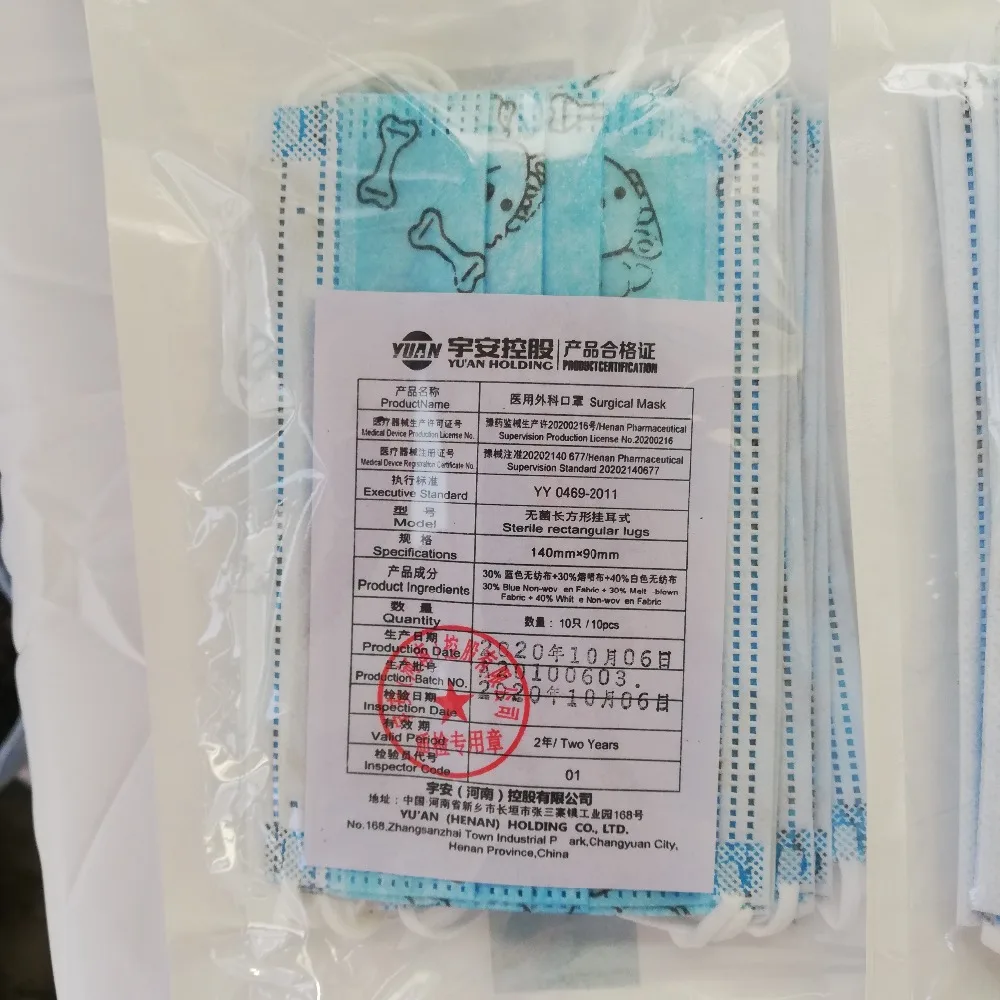 YUAN 宇安控股 产品合格证
YU'AN HOLDING PRODUCTCERTIFICATION
产品名称 医用外科口罩 Surgical Mask
ProductName
医疗器械生产许可证号 豫药监械生产许20200216号/Henan Pharmaceutical
Medical Device Production License No. Supervision Production License No.20200216
医疗器械注册证号 豫械注准20202140 677/Henan Pharmaceutical
Medical Device Registration Certificate No. Supervision Standard 20202140677
执行标准 YY 0469-2011
Executive Standard
型 号 无菌长方形挂耳式
Model Sterile rectangular lugs
规 格 140mm×90mm
Specifications
产品成分 30% 蓝色无纺布+30%熔喷布+40%白色无纺布
Product Ingredients 30% Blue Non-wov en Fabric + 30% Melt -blown
Fabric + 40% Whit e Non-wov en Fabric
数 量 数量：10只 / 10pcs
Quantity
生产日期 2020年10月06日
Production Date
生产批号 20100603.
Production Batch NO.
检验日期 2020年10月06日
Inspection Date
有效期 2年/ Two Years
Valid Period
检验员代号 01
Inspector Code
控股有限公司
质检专用章
宇安（河南）控股有限公司
地址：中国·河南省新乡市长垣市张三寨镇工业园168号
YU'AN (HENAN) HOLDING CO., LTD.
No.168,Zhangsanzhai Town Industrial P ark,Changyuan City,
Henan Province,China